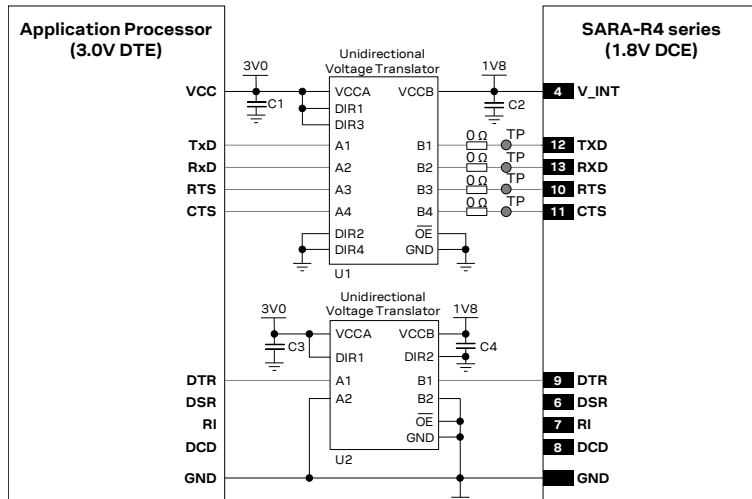 Application Processor
(3.0V DTE)
SARA-R4 series
(1.8V DCE)
Unidirectional
Voltage Translator
3V0
1V8
VCC
VCCA
VCCB
4
V_INT
C1
DIR1
C2
DIR3
0 Ω
TP
TxD
A1
B1
12
TXD
0 Ω
TP
RxD
A2
B2
13
RXD
0 Ω
TP
RTS
A3
B3
10
RTS
0 Ω
TP
CTS
A4
B4
11
CTS
DIR2
OE
DIR4
GND
U1
Unidirectional
Voltage Translator
3V0
1V8
VCCA
VCCB
C3
DIR1
DIR2
C4
DTR
A1
B1
9
DTR
DSR
A2
B2
6
DSR
RI
OE
7
RI
GND
DCD
8
DCD
U2
GND
GND